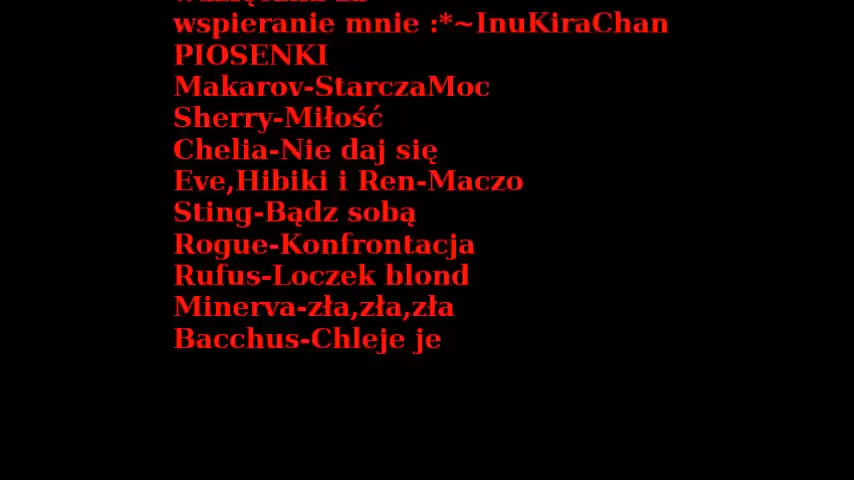 wspieranie mnie :*~InuKiraChan
PIOSENKI
Makarov-StarczaMoc
Sherry-Miłość
Chelia-Nie daj się
Eve,Hibiki i Ren-Maczo
Sting-Bądz sobą
Rogue-Konfrontacja
Rufus-Loczek blond
Minerva-zła,zła,zła
Bacchus-Chleje je